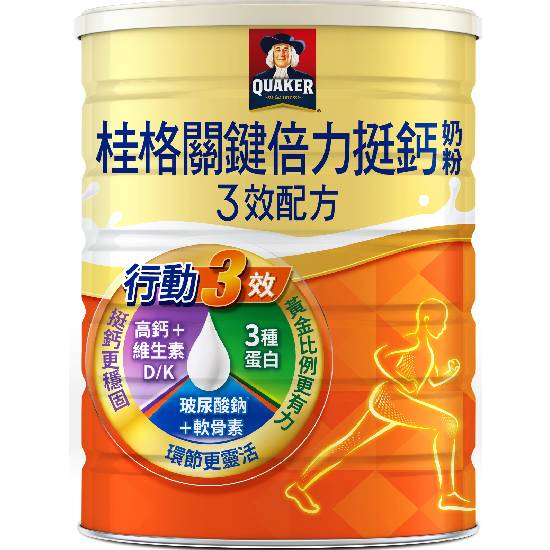 QUAKER
桂格關鍵倍力挺鈣奶粉
3效配方
行動3效
挺鈣更穩固
高鈣+
維生素
D/K
3種
蛋白
黃金比例更有力
玻尿酸鈉
+軟骨素
環節更靈活